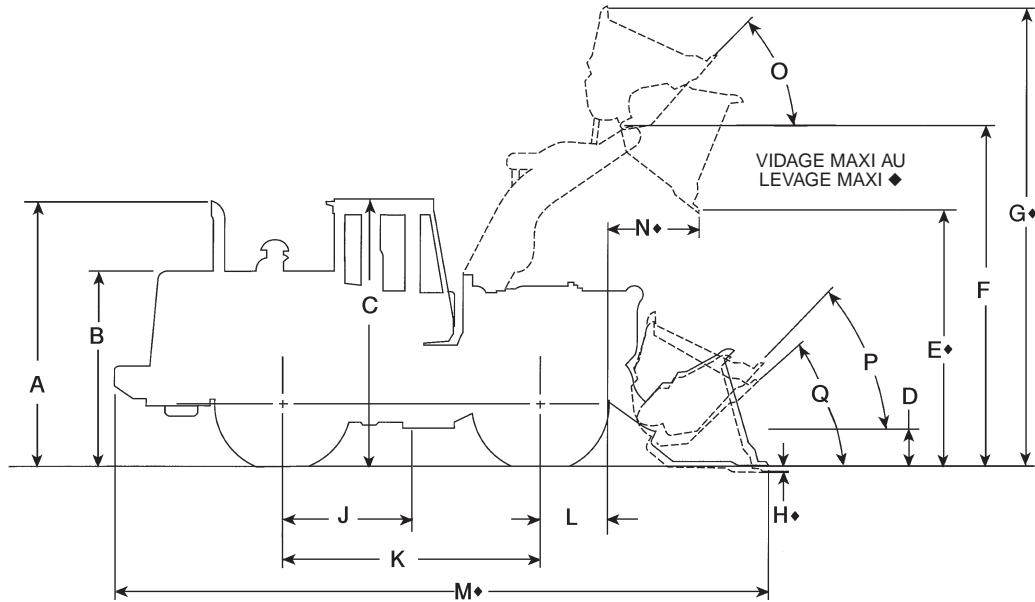 O
VIDAGE MAXI AU
LEVAGE MAXI ◆
G◆
N◆
F
C
B
E◆
A
P
D
Q
H◆
J
L
K
M◆